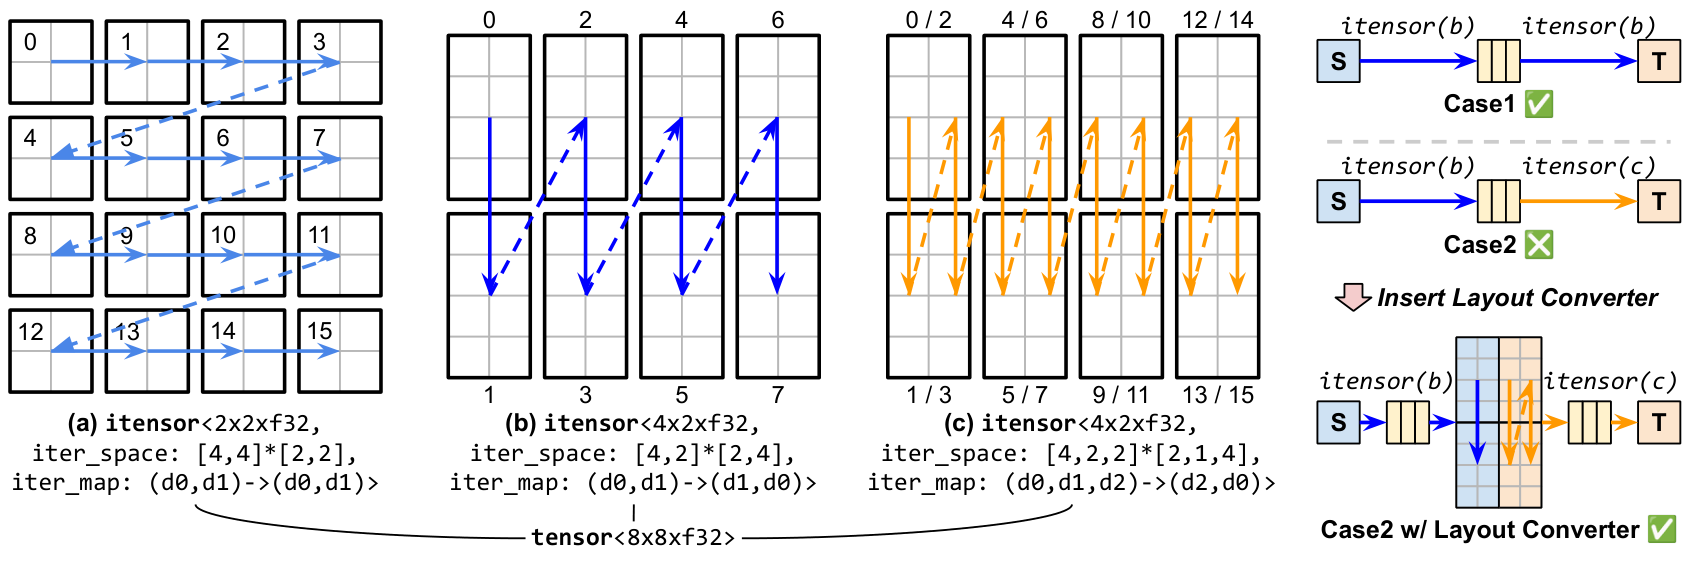 0 1 2 3
4 5 6 7
8 9 10 11
12 13 14 15
(a) itensor<2x2xf32,
iter_space: [4,4]*[2,2],
iter_map: (d0,d1)->(d0,d1)>
0 2 4 6
1 3 5 7
(b) itensor<4x2xf32,
iter_space: [4,2]*[2,4],
iter_map: (d0,d1)->(d1,d0)>
0 / 2 4 / 6 8 / 10 12 / 14
1 / 3 5 / 7 9 / 11 13 / 15
(c) itensor<4x2xf32,
iter_space: [4,2,2]*[2,1,4],
iter_map: (d0,d1,d2)->(d2,d0)>
tensor<8x8xf32>
itensor(b) itensor(b)
S T
Case1 ✅
itensor(b) itensor(c)
S T
Case2 ❎
Insert Layout Converter
itensor(b) itensor(c)
S T
Case2 w/ Layout Converter ✅